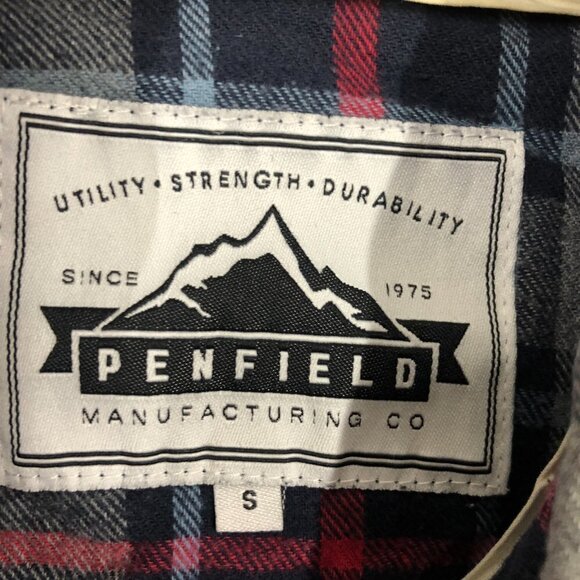 UTILITY • STRENGTH • DURABILITY
SINCE 1975
PENFIELD
MANUFACTURING CO
S